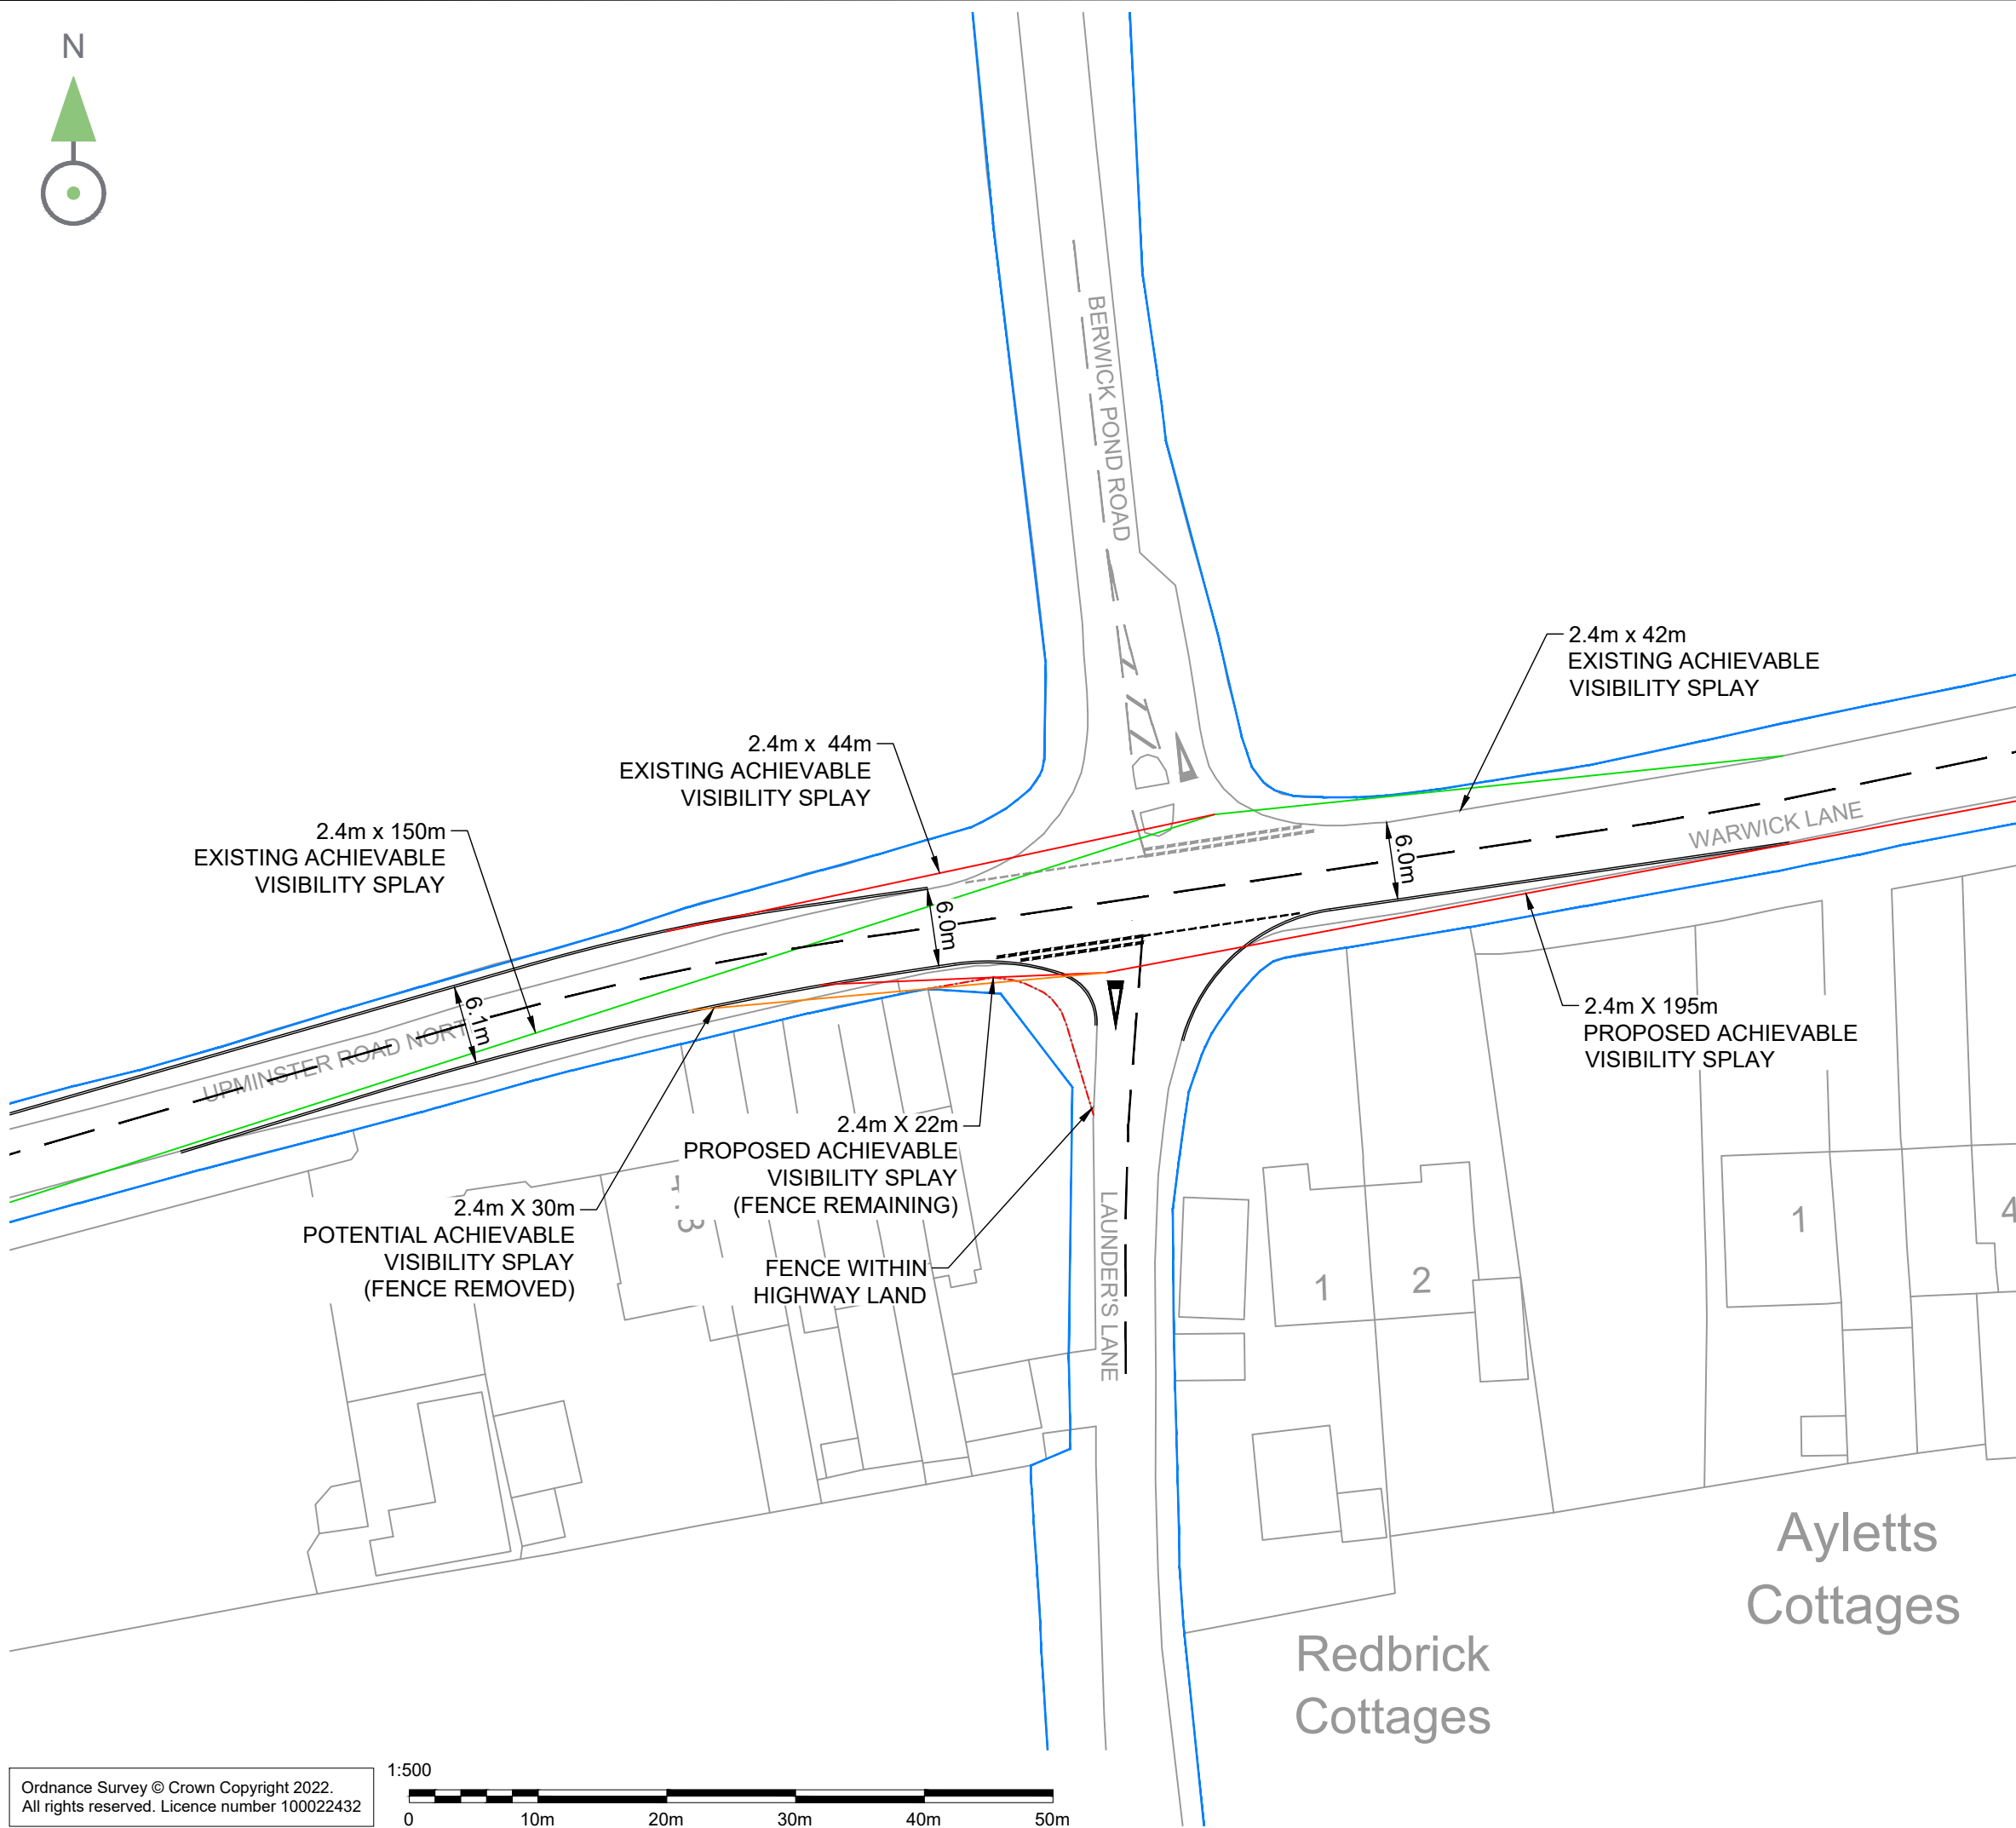 N
BERWICK POND ROAD
2.4m x 42m
EXISTING ACHIEVABLE
VISIBILITY SPLAY
2.4m x  44m
EXISTING ACHIEVABLE
VISIBILITY SPLAY
2.4m x 150m
EXISTING ACHIEVABLE
VISIBILITY SPLAY
WARWICK LANE
6.0m
6.0m
6.1m
UPMINSTER ROAD NORT
2.4m X 195m
PROPOSED ACHIEVABLE
VISIBILITY SPLAY
2.4m X 22m
PROPOSED ACHIEVABLE
VISIBILITY SPLAY
(FENCE REMAINING)
2.4m X 30m
POTENTIAL ACHIEVABLE
VISIBILITY SPLAY
(FENCE REMOVED)
FENCE WITHIN
HIGHWAY LAND
LAUNDER'S LANE
1
2
1
4
Ayletts
Cottages
Redbrick
Cottages
1:500
0
10m
20m
30m
40m
50m
Ordnance Survey © Crown Copyright 2022.
All rights reserved. Licence number 100022432